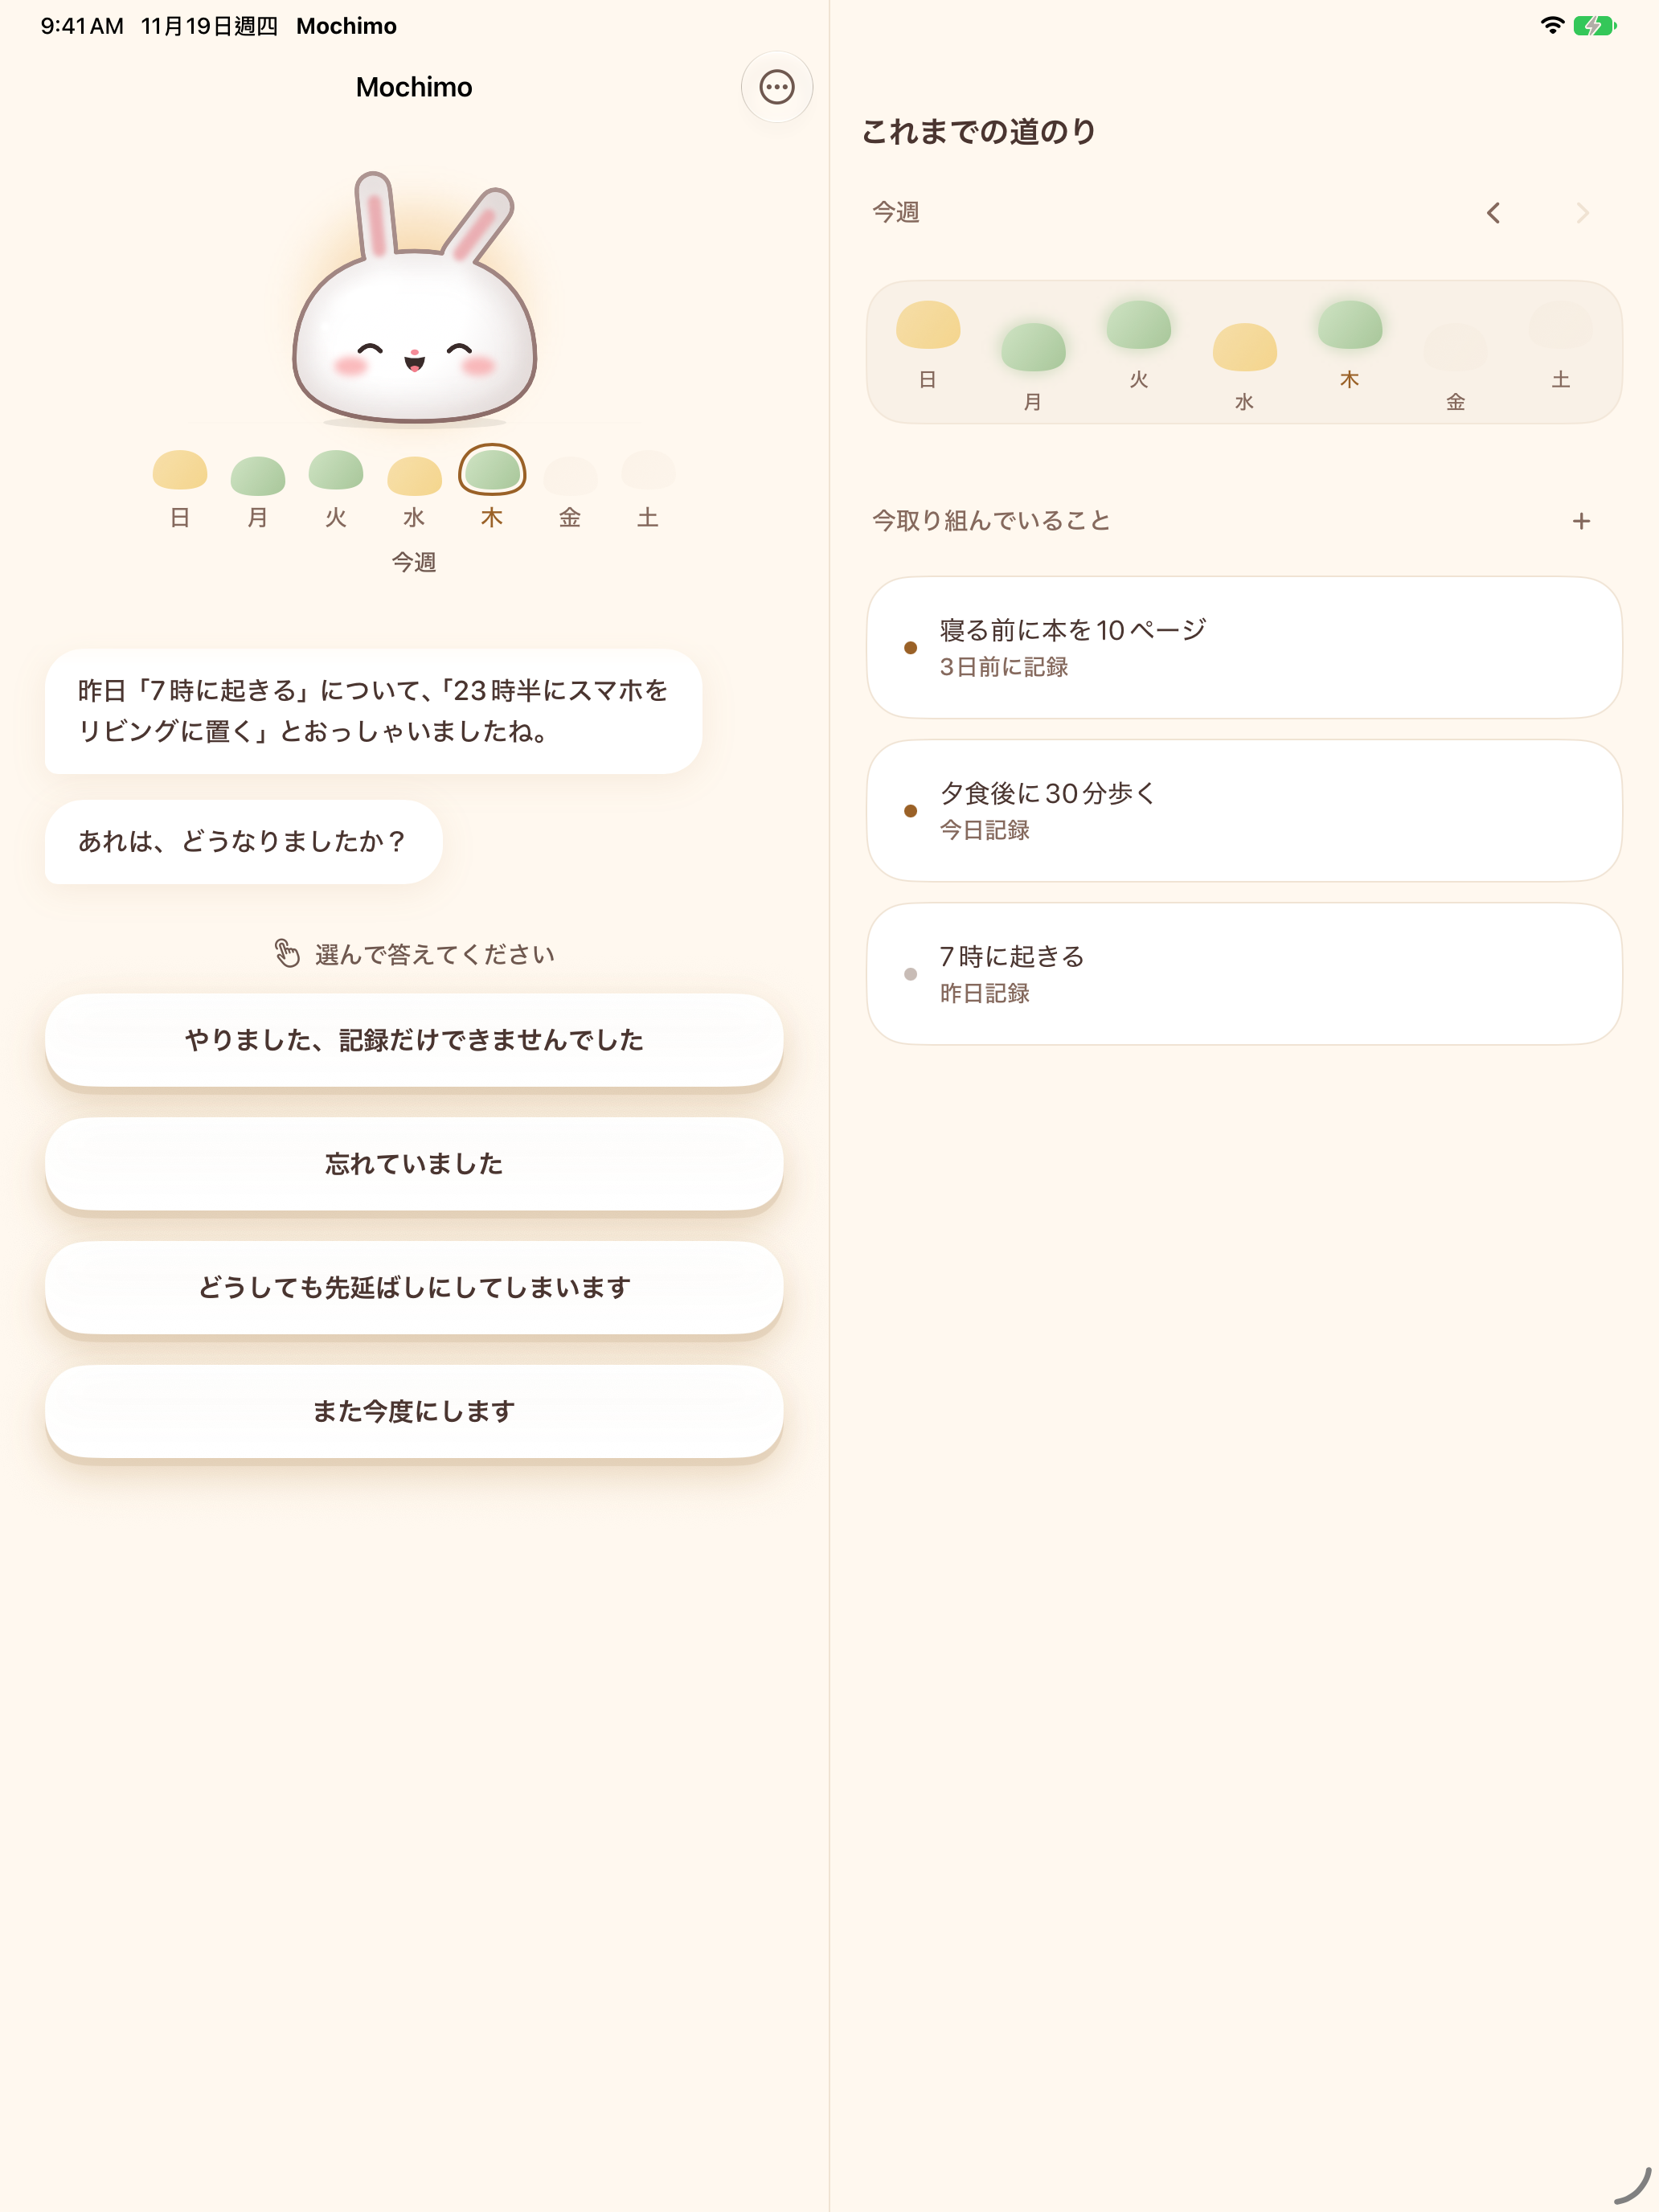 9:41 AM 11月19日週四 Mochimo
Mochimo
日 月 火 水 木 金 土
今週
昨日「7時に起きる」について、「23時半にスマホを
リビングに置く」とおっしゃいましたね。
あれは、どうなりましたか？
選んで答えてください
やりました、記録だけできませんでした
忘れていました
どうしても先延ばしにしてしまいます
また今度にします
これまでの道のり
今週
日 月 火 水 木 金 土
今取り組んでいること
寝る前に本を10ページ
3日前に記録
夕食後に30分歩く
今日記録
7時に起きる
昨日記録